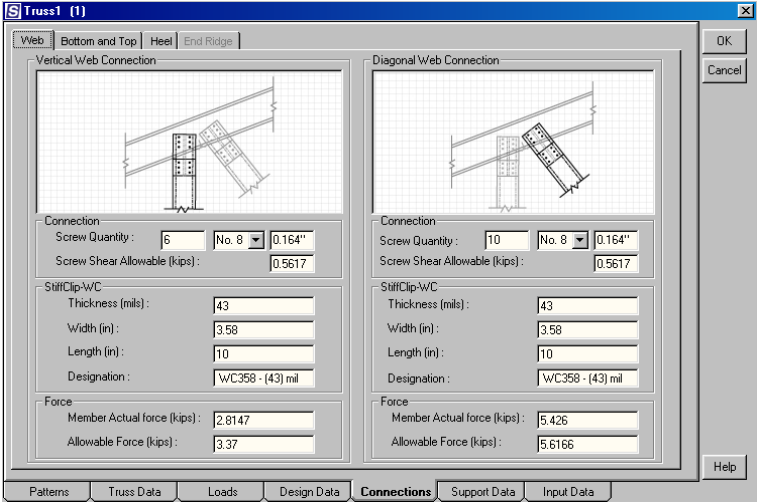 S Truss1 (1)
Web Bottom and Top Heel End Ridge
OK
Cancel
Vertical Web Connection
Connection
Screw Quantity : 6 No. 8 0.164"
Screw Shear Allowable (kips) : 0.5617
StiffClip-WC
Thickness (mils) : 43
Width (in) : 3.58
Length (in) : 10
Designation : WC358 - (43) mil
Force
Member Actual force (kips) : 2.8147
Allowable Force (kips) : 3.37
Diagonal Web Connection
Connection
Screw Quantity : 10 No. 8 0.164"
Screw Shear Allowable (kips) : 0.5617
StiffClip-WC
Thickness (mils) : 43
Width (in) : 3.58
Length (in) : 10
Designation : WC358 - (43) mil
Force
Member Actual force (kips) : 5.426
Allowable Force (kips) : 5.6166
Help
Patterns Truss Data Loads Design Data Connections Support Data Input Data